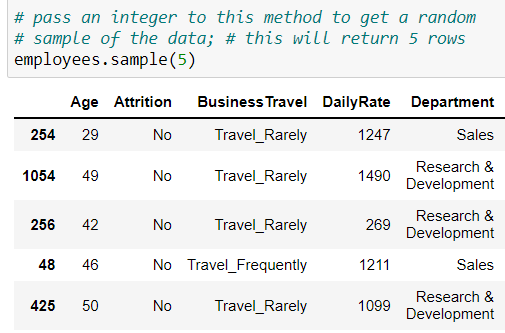 # pass an integer to this method to get a random
# sample of the data; # this will return 5 rows
employees.sample(5)
Age Attrition BusinessTravel DailyRate Department
254 29 No Travel_Rarely 1247 Sales
1054 49 No Travel_Rarely 1490 Research &
Development
256 42 No Travel_Rarely 269 Research &
Development
48 46 No Travel_Frequently 1211 Sales
425 50 No Travel_Rarely 1099 Research &
Development